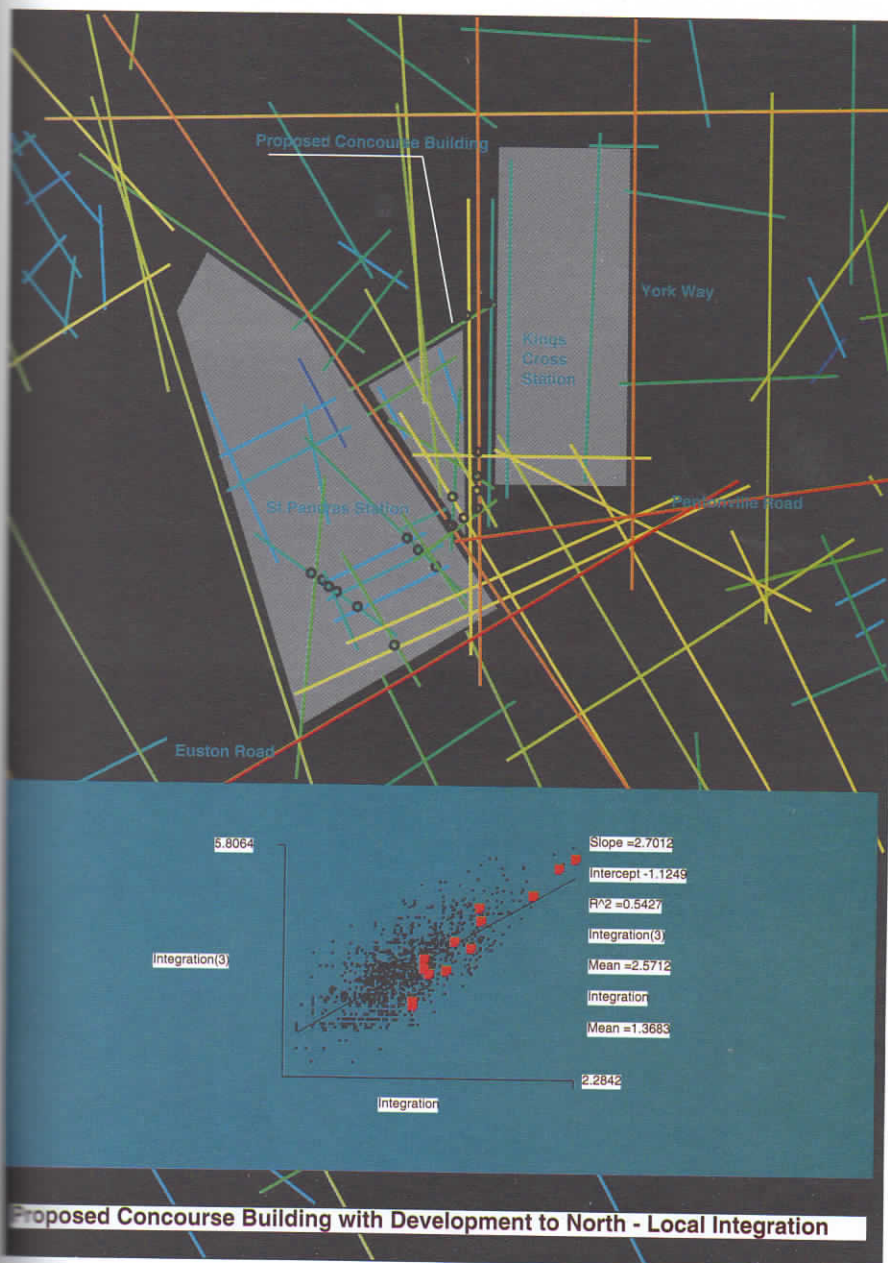 Proposed Concourse Building
York Way
Kings
Cross
Station
St Pancras Station
Pentonville Road
Euston Road
5.8064
Slope =2.7012
Intercept -1.1249
R^2 =0.5427
Integration(3)
Integration(3)
Mean =2.5712
Integration
Mean =1.3683
2.2842
Integration
Proposed Concourse Building with Development to North - Local Integration